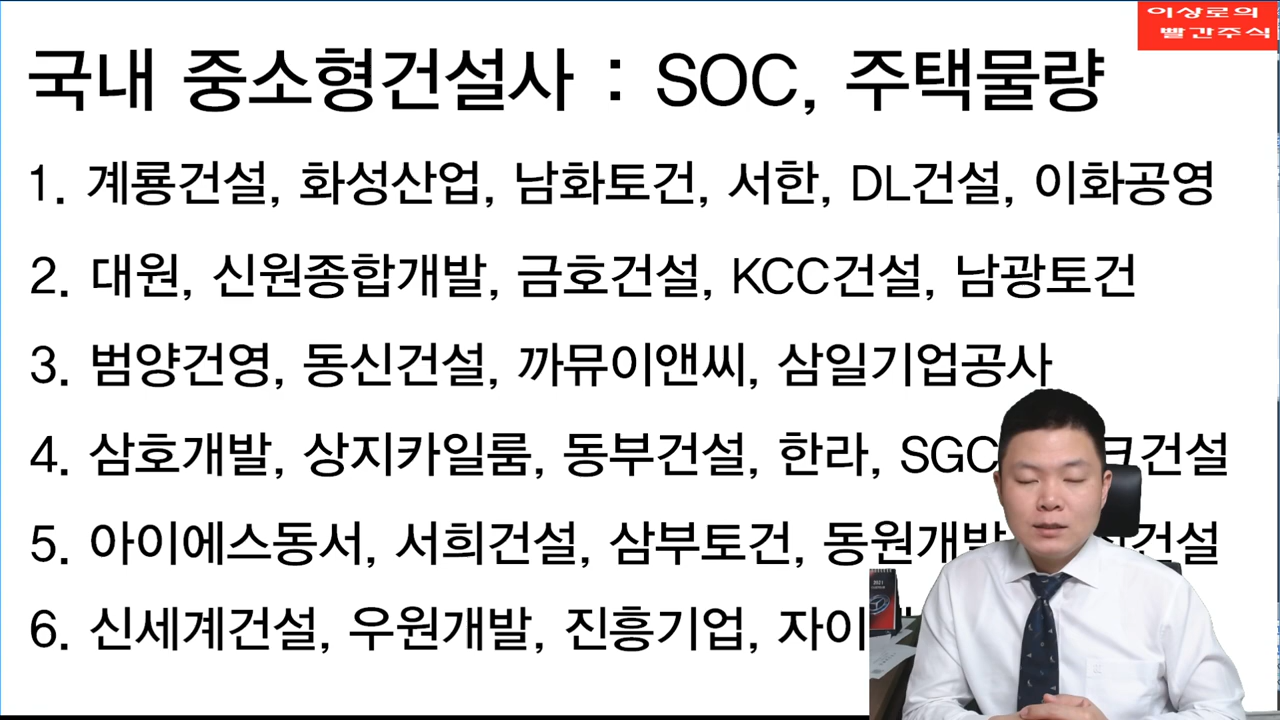 이상로의
빨간주식
국내 중소형건설사 : SOC, 주택물량
1. 계룡건설, 화성산업, 남화토건, 서한, DL건설, 이화공영
2. 대원, 신원종합개발, 금호건설, KCC건설, 남광토건
3. 범양건영, 동신건설, 까뮤이앤씨, 삼일기업공사
4. 삼호개발, 상지카일룸, 동부건설, 한라, SGC
5. 아이에스동서, 서희건설, 삼부토건, 동원개발
6. 신세계건설, 우원개발, 진흥기업, 자이
2021